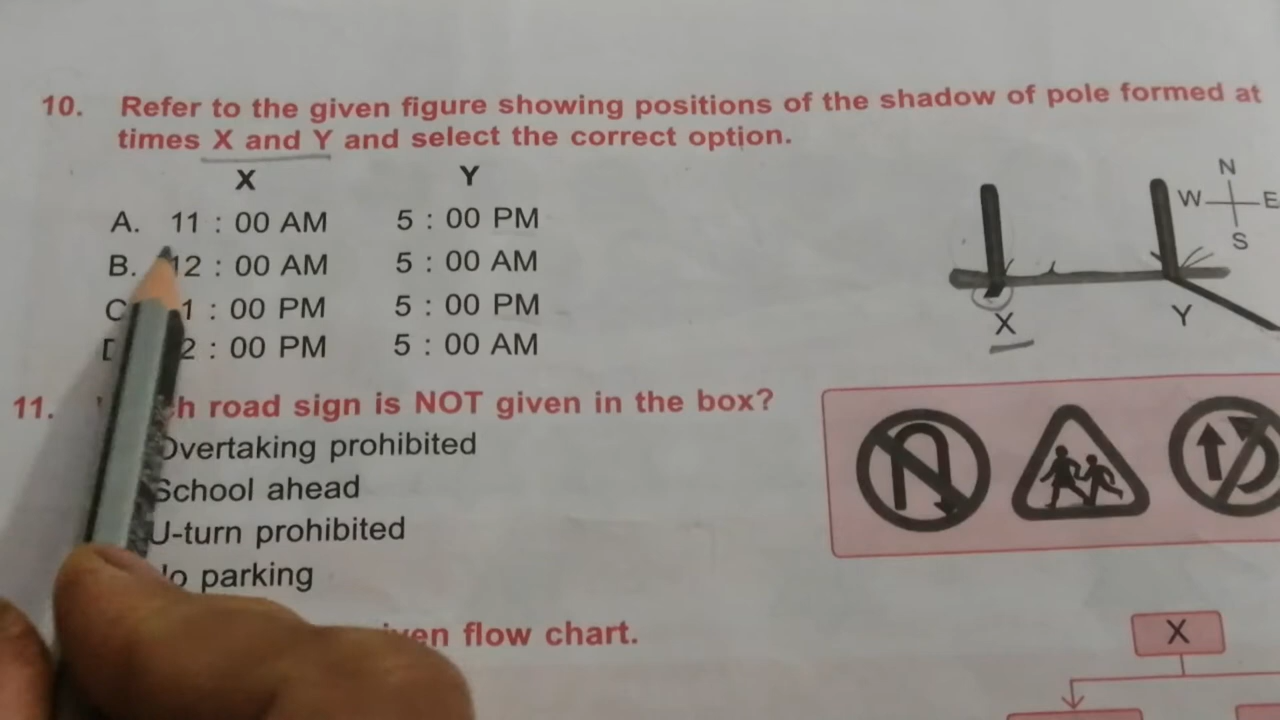 10. Refer to the given figure showing positions of the shadow of pole formed at
times X and Y and select the correct option.
X Y
A. 11 : 00 AM 5 : 00 PM
B. 12 : 00 AM 5 : 00 AM
C 1 : 00 PM 5 : 00 PM
2 : 00 PM 5 : 00 AM
N
W E
S
X Y
11. road sign is NOT given in the box?
Overtaking prohibited
School ahead
U-turn prohibited
parking
flow chart.
X